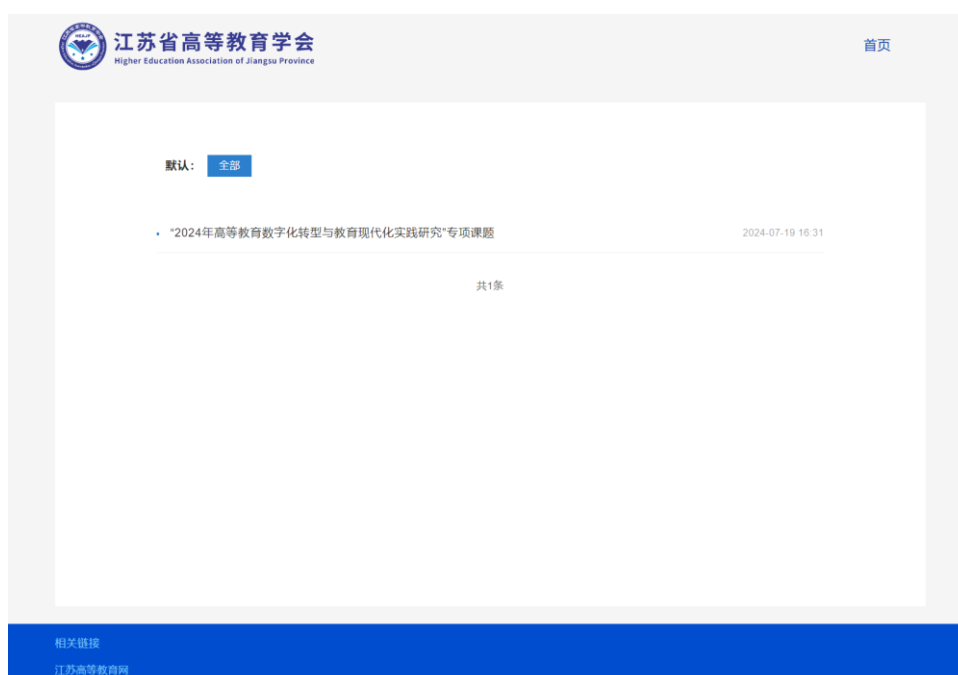 江苏省高等教育学会
Higher Education Association of Jiangsu Province
首页
默认： 全部
“2024年高等教育数字化转型与教育现代化实践研究”专项课题 2024-07-19 16:31
共1条
相关链接
江苏高等教育网